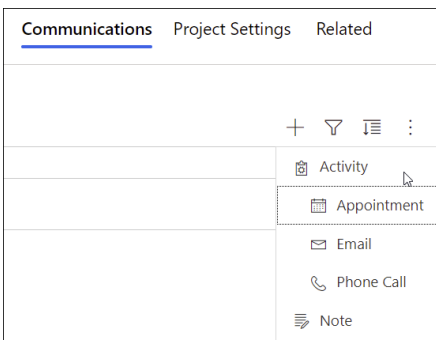 Communications Project Settings Related
Activity
Appointment
Email
Phone Call
Note